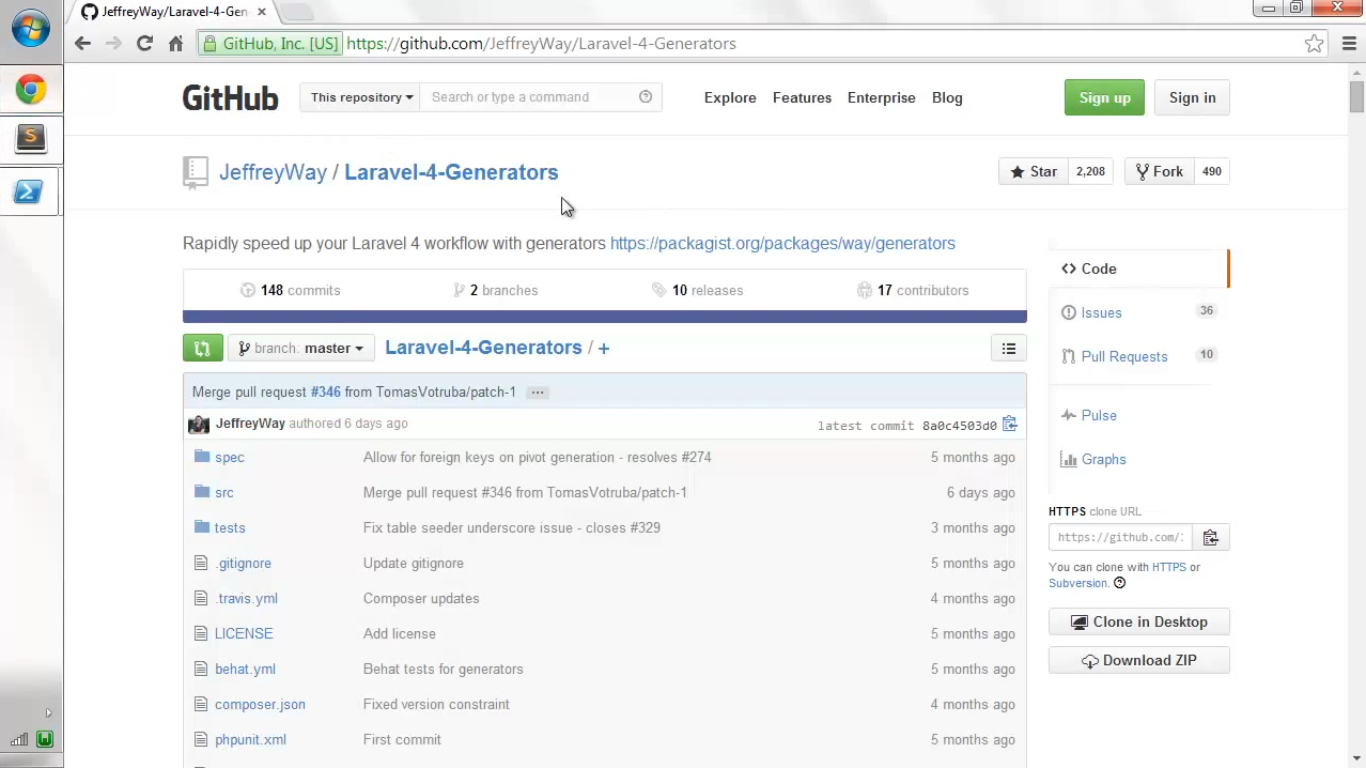 JeffreyWay/Laravel-4-Gen
GitHub, Inc. [US] https://github.com/JeffreyWay/Laravel-4-Generators
GitHub This repository Search or type a command Explore Features Enterprise Blog Sign up Sign in
JeffreyWay / Laravel-4-Generators Star 2,208 Fork 490
Rapidly speed up your Laravel 4 workflow with generators https://packagist.org/packages/way/generators
148 commits 2 branches 10 releases 17 contributors
branch: master Laravel-4-Generators / +
Merge pull request #346 from TomasVotruba/patch-1 ...
JeffreyWay authored 6 days ago latest commit 8a0c4503d0
spec Allow for foreign keys on pivot generation - resolves #274 5 months ago
src Merge pull request #346 from TomasVotruba/patch-1 6 days ago
tests Fix table seeder underscore issue - closes #329 3 months ago
.gitignore Update gitignore 5 months ago
.travis.yml Composer updates 4 months ago
LICENSE Add license 5 months ago
behat.yml Behat tests for generators 5 months ago
composer.json Fixed version constraint 4 months ago
phpunit.xml First commit 5 months ago
Code
Issues 36
Pull Requests 10
Pulse
Graphs
HTTPS clone URL
https://github.com/
You can clone with HTTPS or
Subversion.
Clone in Desktop
Download ZIP